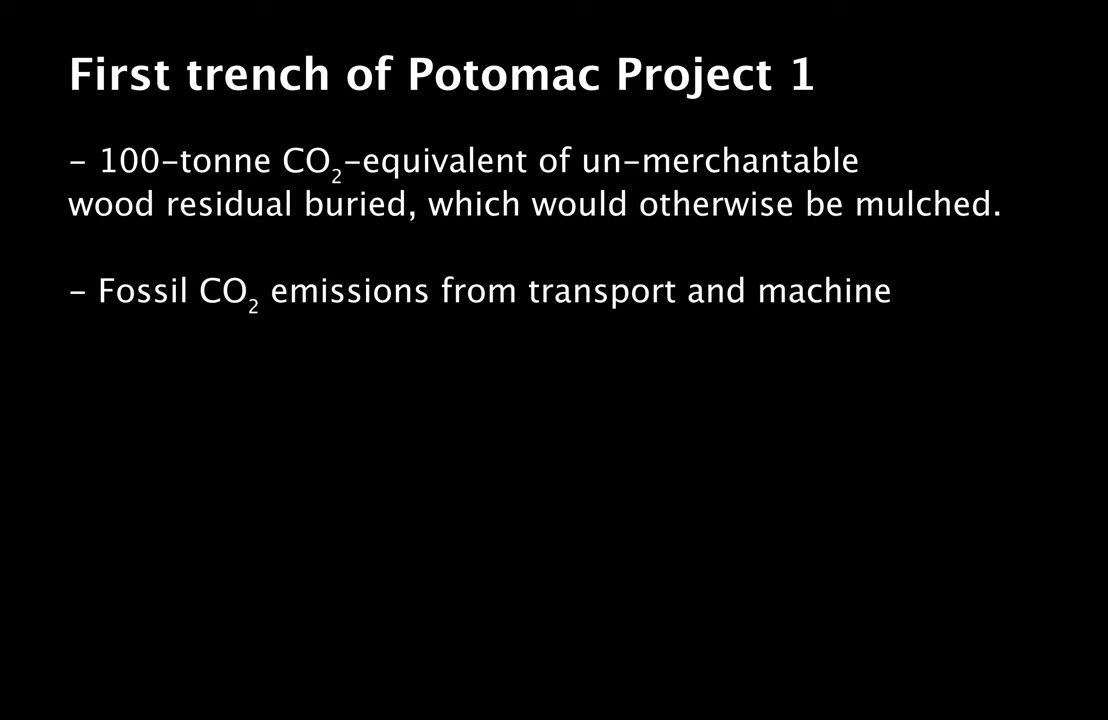 First trench of Potomac Project 1
- 100-tonne CO₂-equivalent of un-merchantable
wood residual buried, which would otherwise be mulched.
- Fossil CO₂ emissions from transport and machine